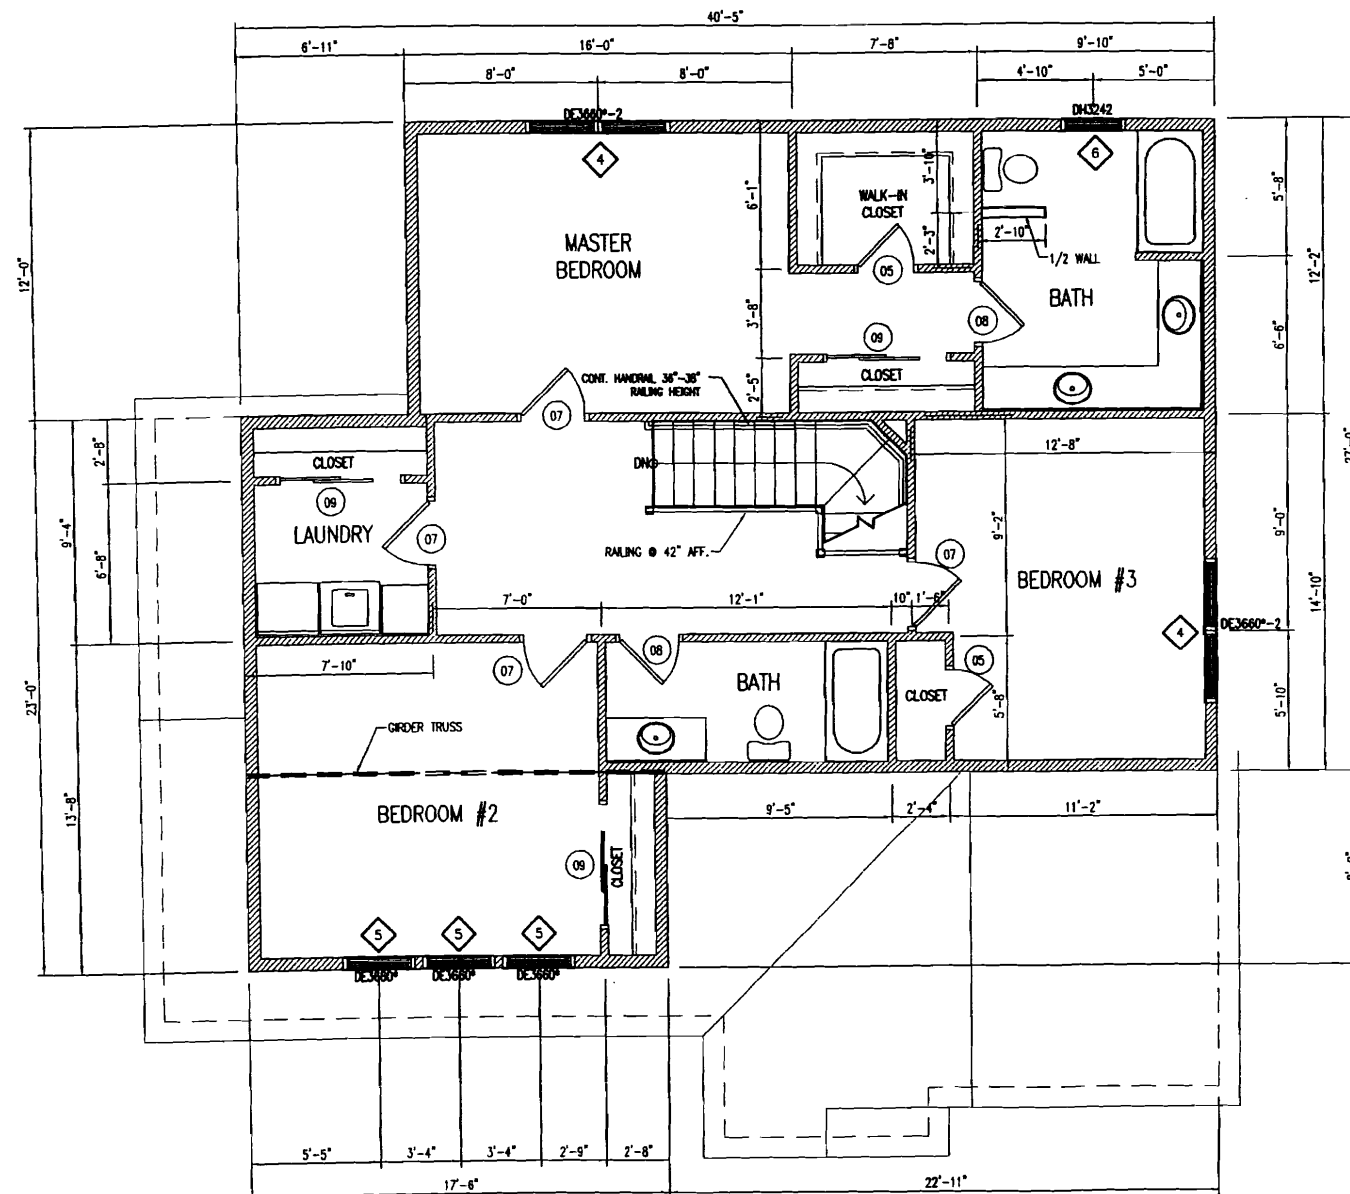 40'-5"
6'-11"
16'-0"
7'-8"
9'-10"
8'-0"
8'-0"
4'-10"
5'-0"
DE3660*-2
DH3242
4
6
MASTER
BEDROOM
WALK-IN
CLOSET
6'-1"
3'-10"
2'-3"
2'-10"
1/2 WALL
BATH
5'-8"
12'-2"
12'-0"
05
08
3'-8"
09
6'-6"
CLOSET
2'-5"
CONT. HANDRAIL 36"-38"
RAILING HEIGHT
07
2'-8"
CLOSET
DN
12'-8"
09
LAUNDRY
07
9'-4"
6'-8"
RAILING @ 42" AFF.
9'-2"
9'-0"
07
BEDROOM #3
14'-10"
7'-0"
12'-1"
10"
1'-6"
4
DE3660*-2
7'-10"
07
08
BATH
05
CLOSET
5'-8"
5'-10"
23'-0"
GIRDER TRUSS
13'-8"
BEDROOM #2
9'-5"
2'-4"
11'-2"
09
CLOSET
5
5
5
DE3660*
DE3660*
DE3660*
5'-5"
3'-4"
3'-4"
2'-9"
2'-8"
17'-6"
22'-11"